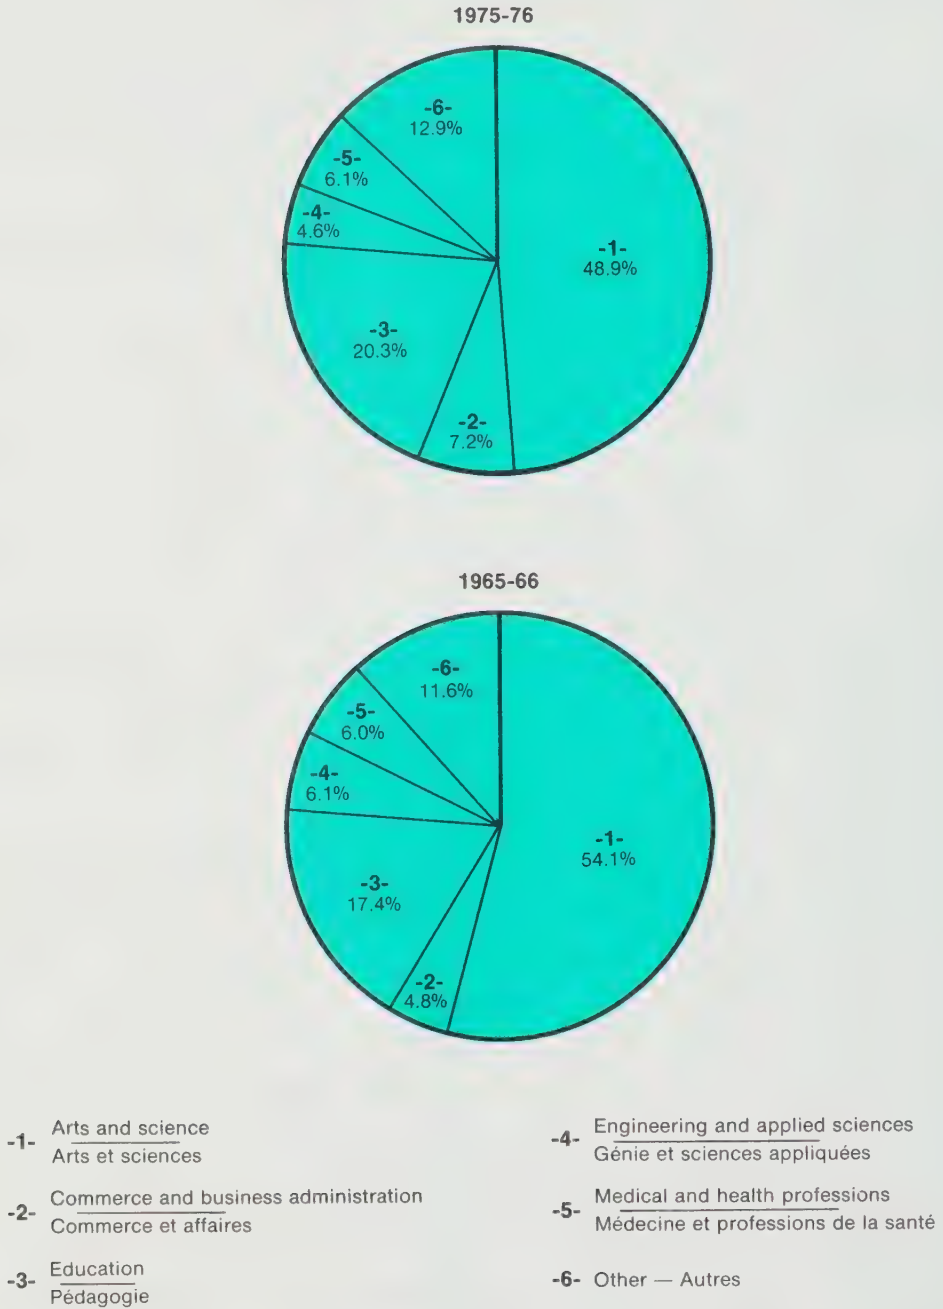 1975-76
-6-
12.9%
-5-
6.1%
-4-
4.6%
-1-
48.9%
-3-
20.3%
-2-
7.2%
1965-66
-6-
11.6%
-5-
6.0%
-4-
6.1%
-1-
54.1%
-3-
17.4%
-2-
4.8%
-1- Arts and science
Arts et sciences
-2- Commerce and business administration
Commerce et affaires
-3- Education
Pédagogie
-4- Engineering and applied sciences
Génie et sciences appliquées
-5- Medical and health professions
Médecine et professions de la santé
-6- Other — Autres